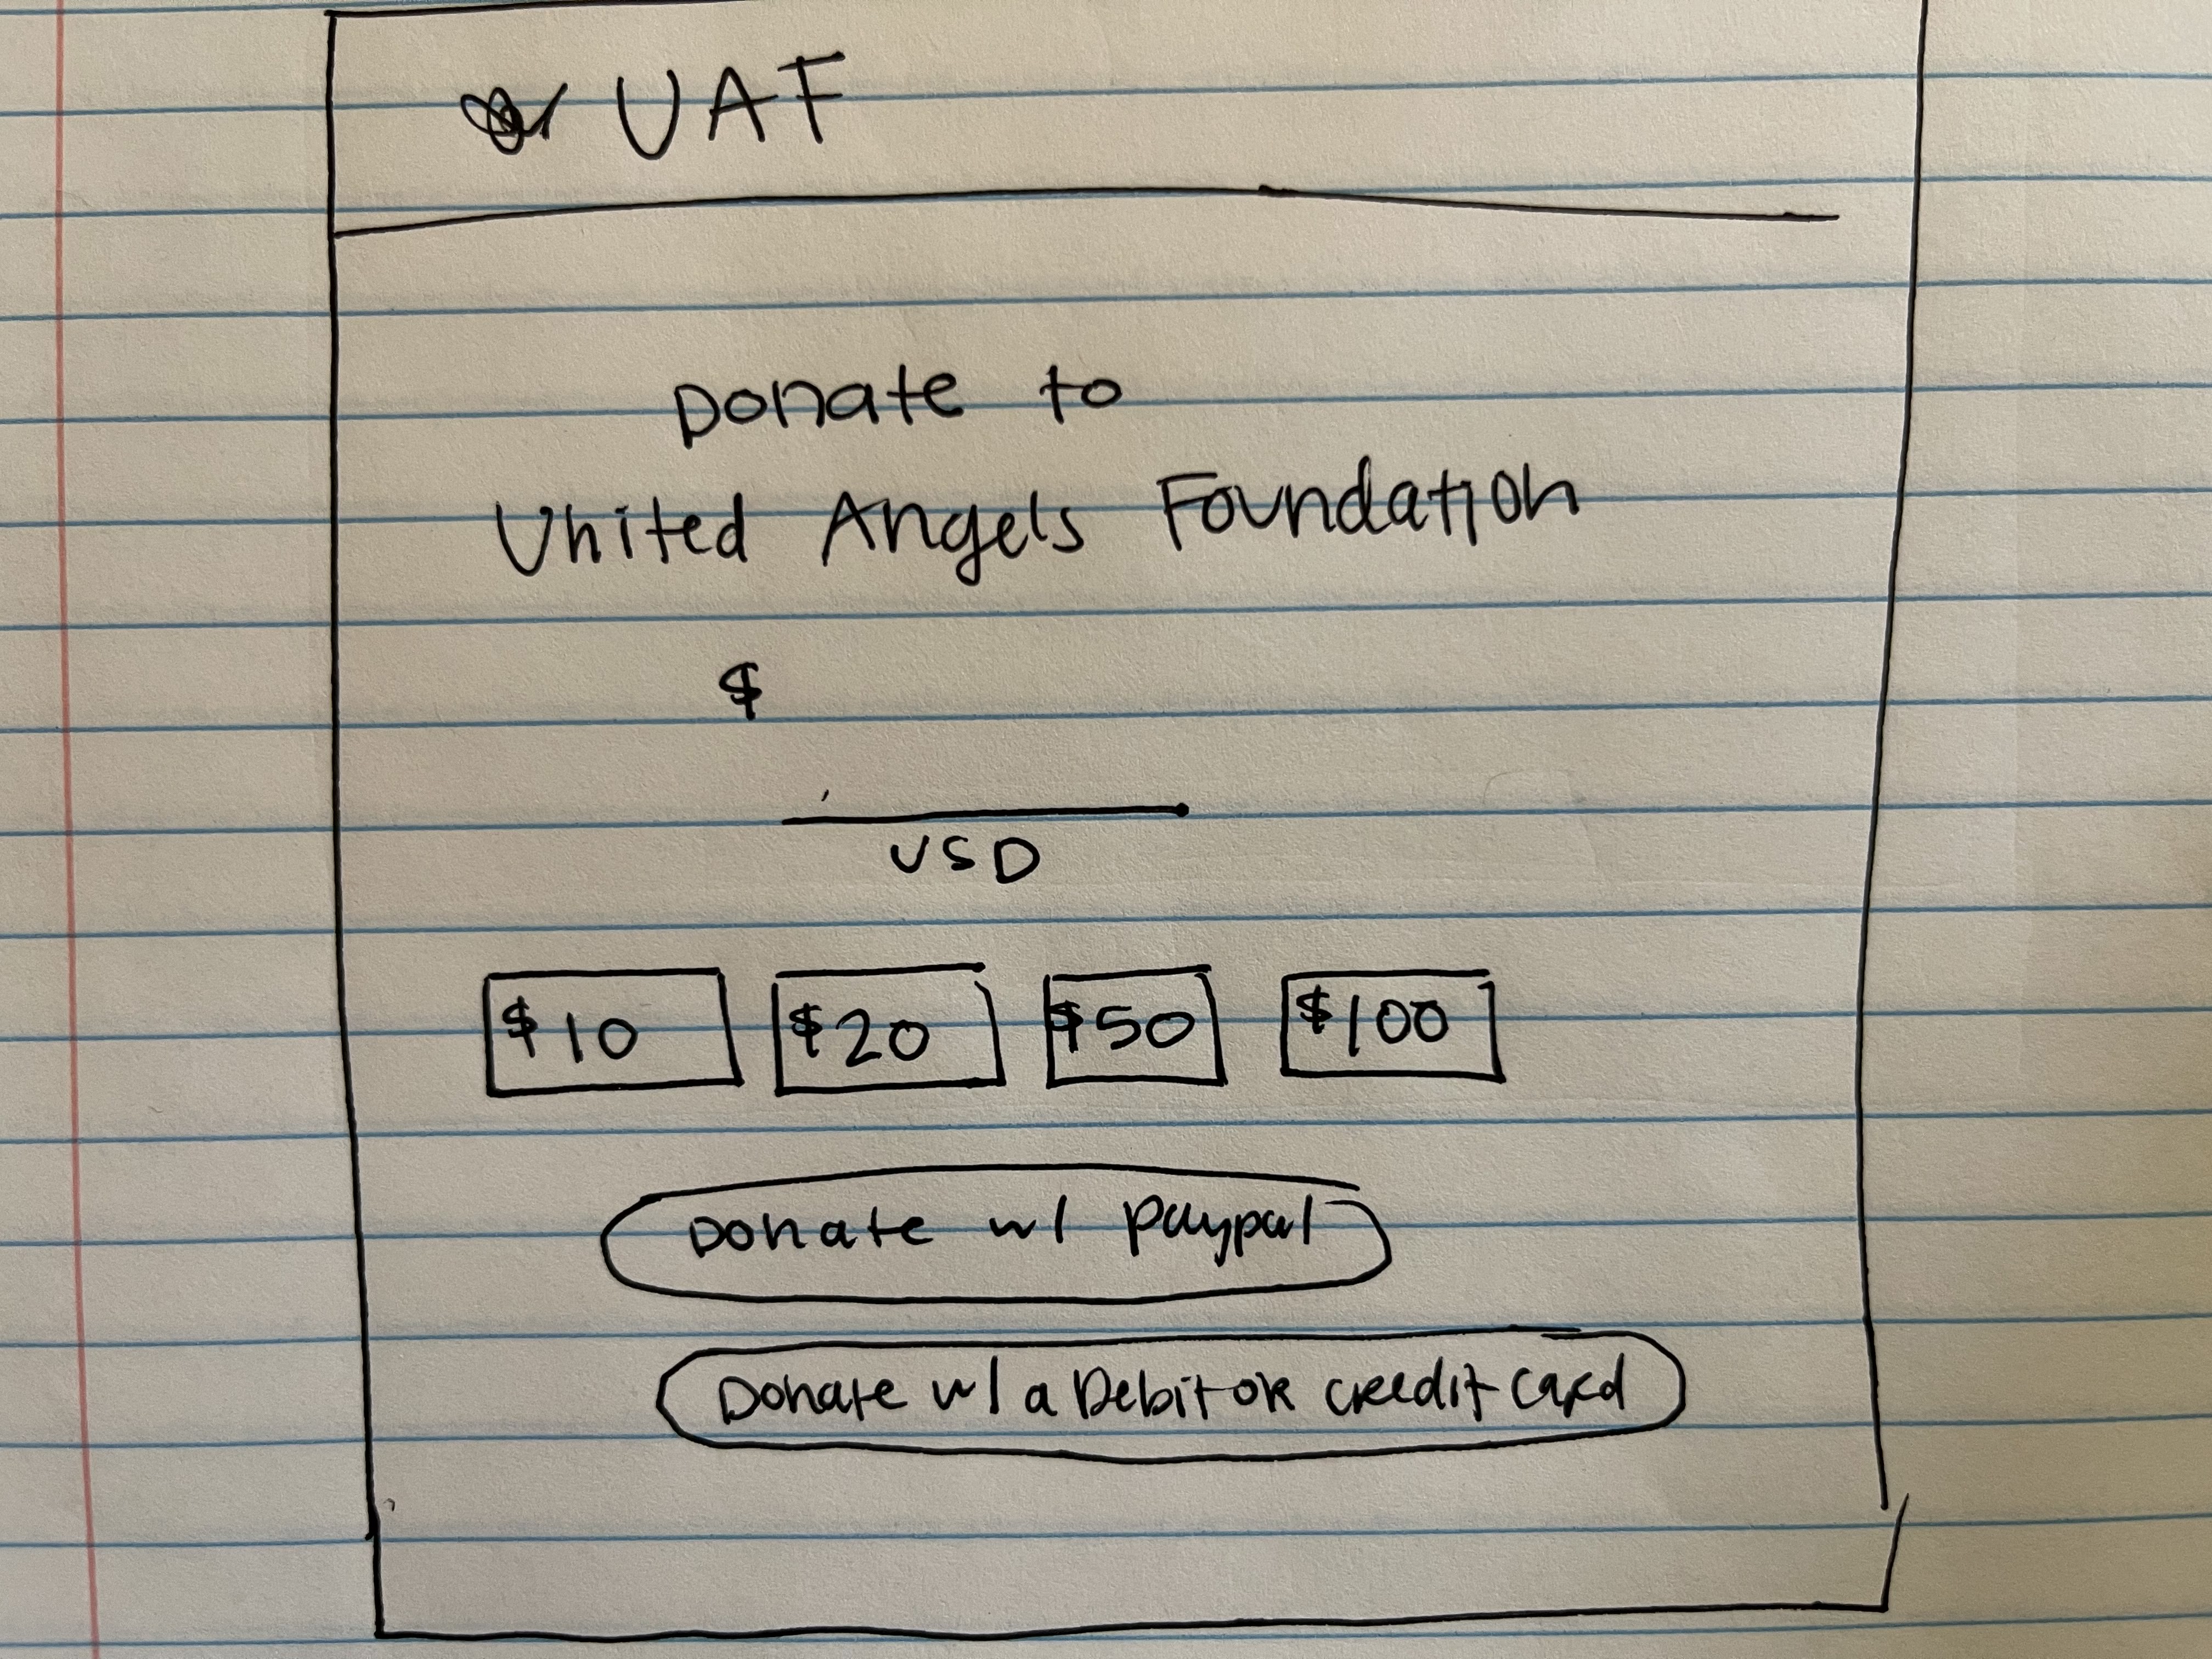 UAF
Donate to
United Angels Foundation
$
USD
$10 $20 $50 $100
Donate w/ paypal
Donate w/ a Debit or credit card